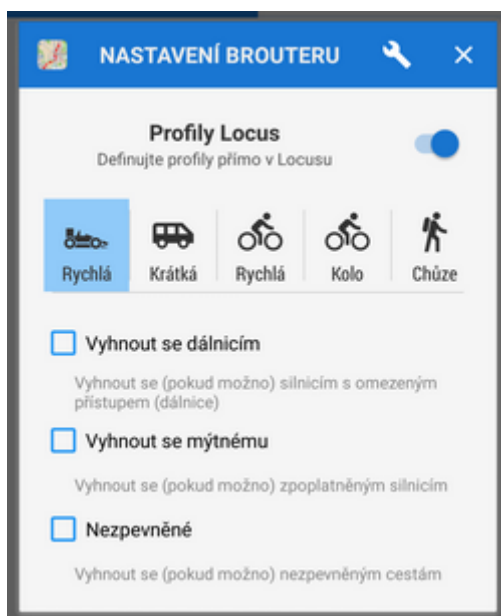 NASTAVENÍ BROUTERU
Profily Locus
Definujte profily přímo v Locusu
Rychlá Krátká Rychlá Kolo Chůze
Vyhnout se dálnicím
Vyhnout se (pokud možno) silnicím s omezeným
přístupem (dálnice)
Vyhnout se mýtnému
Vyhnout se (pokud možno) zpoplatněným silnicím
Nezpevněné
Vyhnout se (pokud možno) nezpevněným cestám